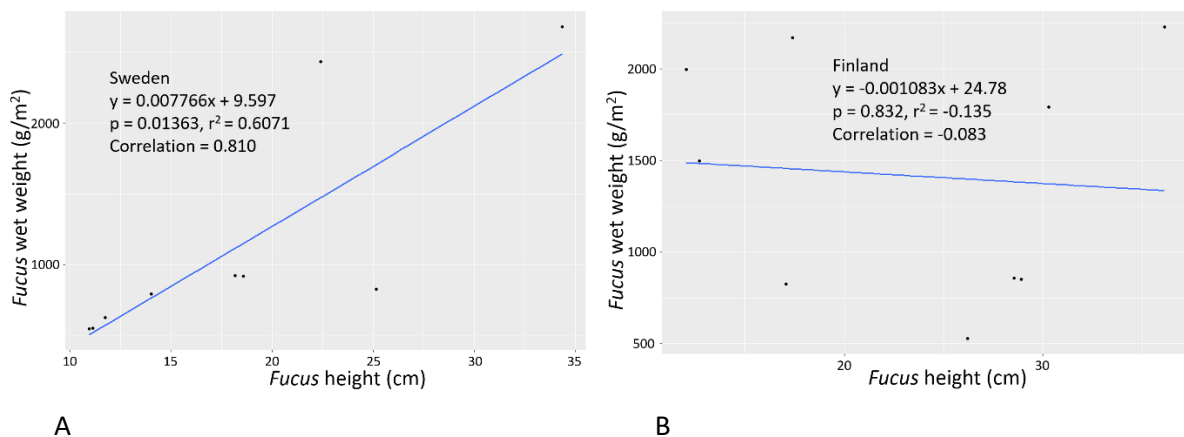 Fucus wet weight (g/m²)
2000
1000
Sweden
y = 0.007766x + 9.597
p = 0.01363, r² = 0.6071
Correlation = 0.810
10 15 20 25 30 35
Fucus height (cm)
A
Fucus wet weight (g/m²)
2000
1500
1000
500
Finland
y = -0.001083x + 24.78
p = 0.832, r² = -0.135
Correlation = -0.083
20 30
Fucus height (cm)
B